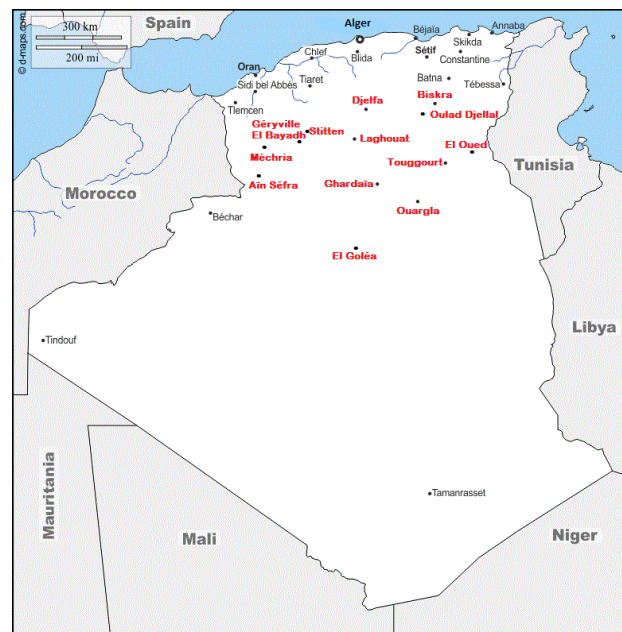 Spain
300 km
200 mi
© d-maps.com
Alger
Béjaïa
Annaba
Skikda
Chlef
Blida
Sétif
Constantine
Oran
Sidi bel Abbès
Tiaret
Batna
Tébessa
Tlemcen
Djelfa
Biskra
Oulad Djellal
Géryville
Stitten
El Bayadh
Laghouat
El Oued
Mèchria
Touggourt
Tunisia
Aïn Séfra
Ghardaïa
Morocco
Ouargla
Béchar
El Goléa
Libya
Tindouf
Tamanrasset
Mauritania
Mali
Niger